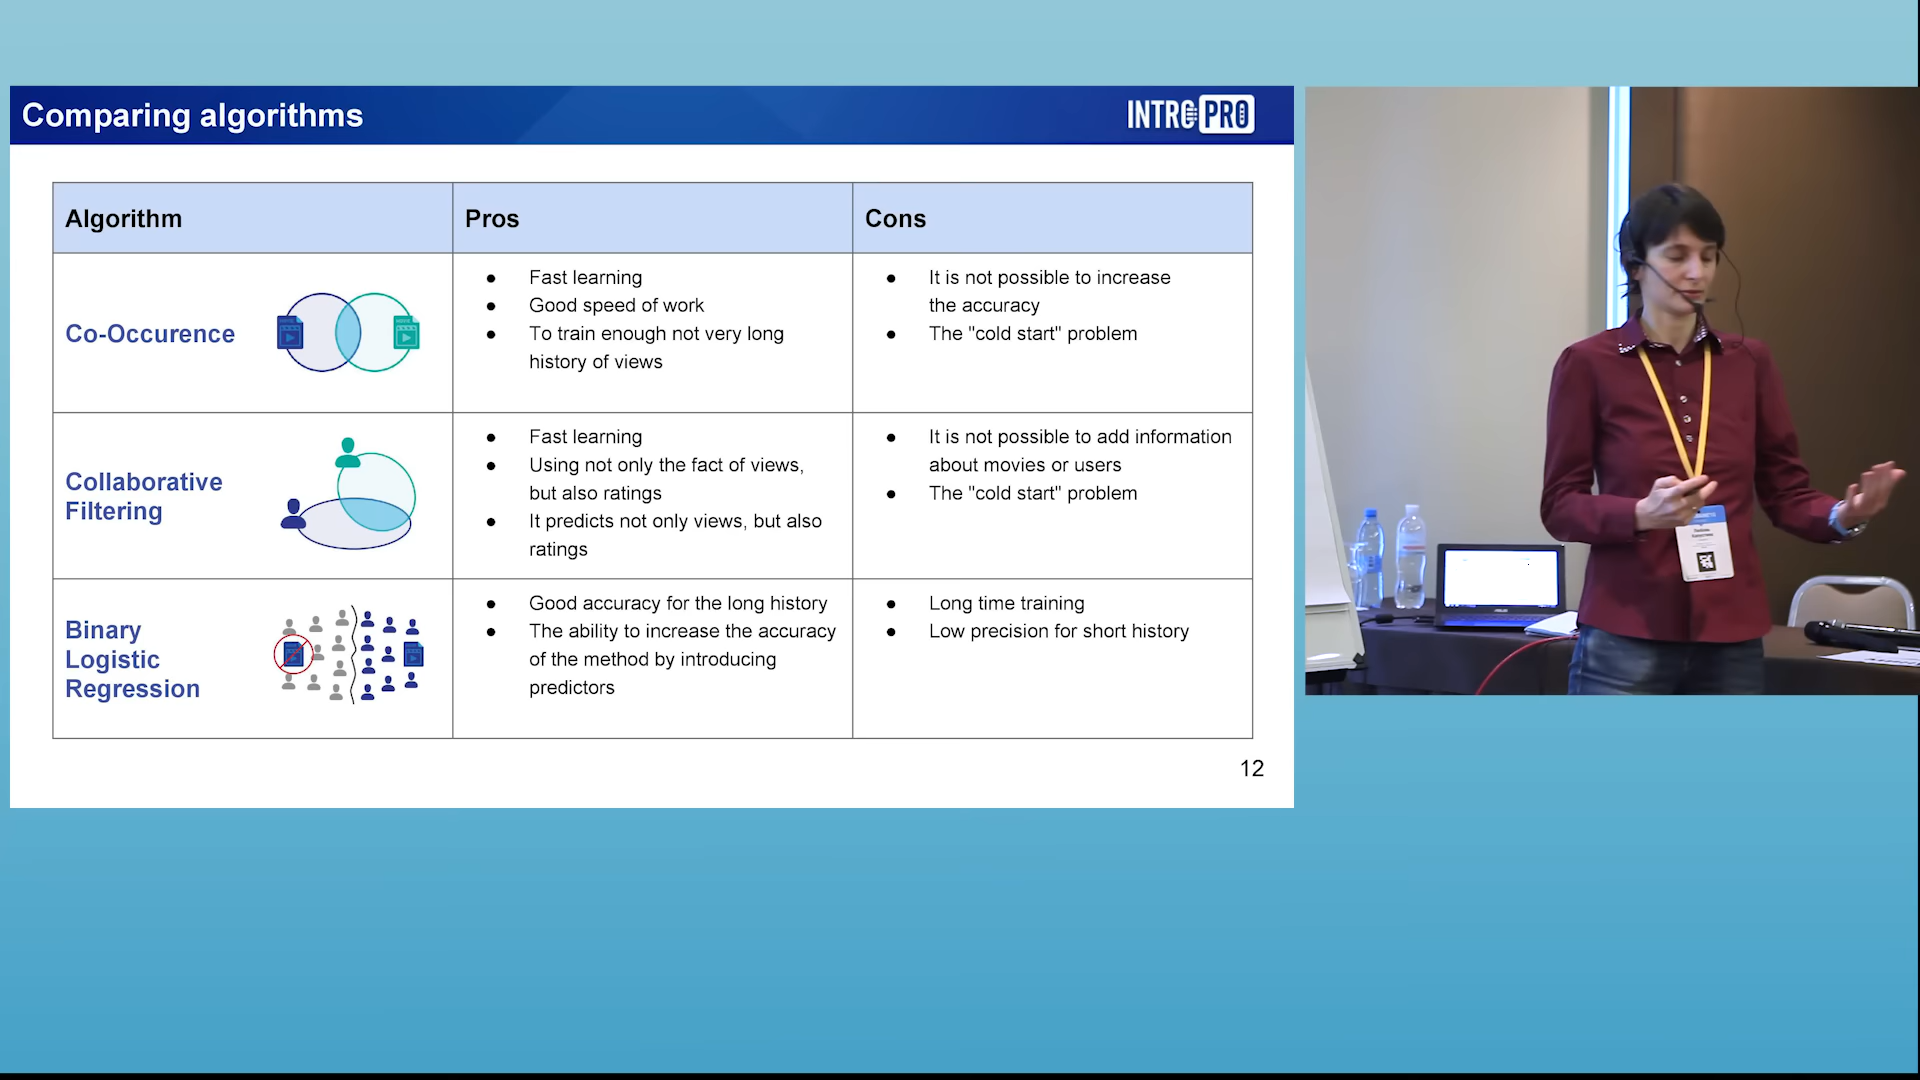 Comparing algorithms
INTRO PRO
Algorithm
Pros
Cons
Co-Occurence
Fast learning
Good speed of work
To train enough not very long
history of views
It is not possible to increase
the accuracy
The "cold start" problem
Collaborative
Filtering
Fast learning
Using not only the fact of views,
but also ratings
It predicts not only views, but also
ratings
It is not possible to add information
about movies or users
The "cold start" problem
Binary
Logistic
Regression
Good accuracy for the long history
The ability to increase the accuracy
of the method by introducing
predictors
Long time training
Low precision for short history
12